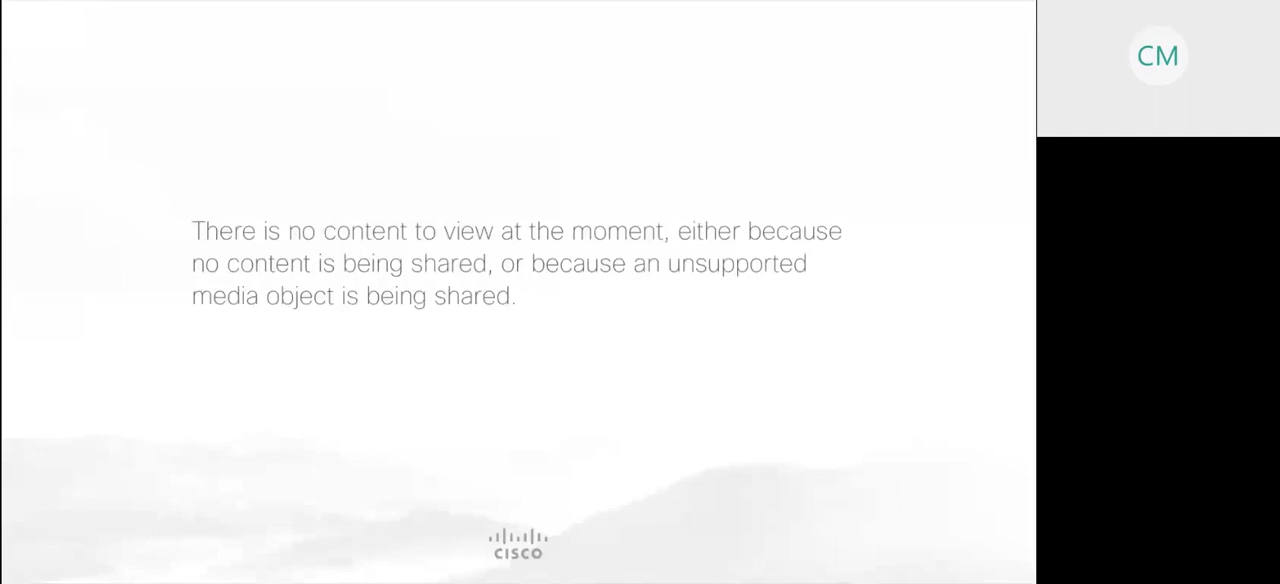 There is no content to view at the moment, either because
no content is being shared, or because an unsupported
media object is being shared.
CISCO
CM